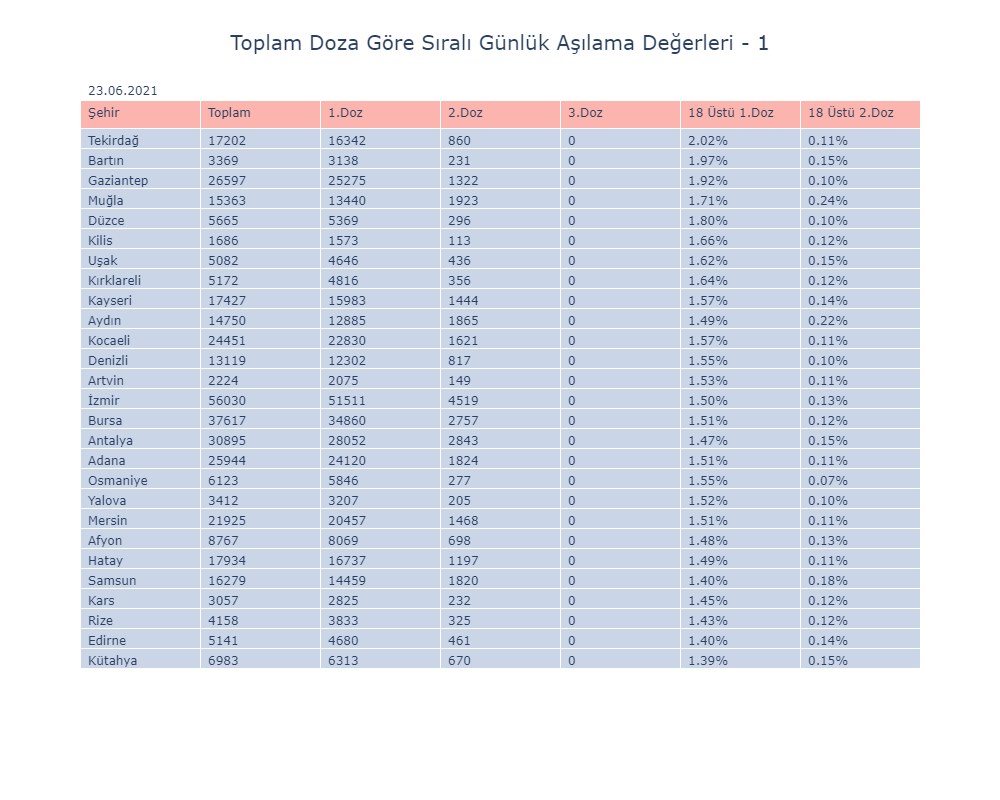 Toplam Doza Göre Sıralı Günlük Aşılama Değerleri - 1
23.06.2021
Şehir Toplam 1.Doz 2.Doz 3.Doz 18 Üstü 1.Doz 18 Üstü 2.Doz
Tekirdağ 17202 16342 860 0 2.02% 0.11%
Bartın 3369 3138 231 0 1.97% 0.15%
Gaziantep 26597 25275 1322 0 1.92% 0.10%
Muğla 15363 13440 1923 0 1.71% 0.24%
Düzce 5665 5369 296 0 1.80% 0.10%
Kilis 1686 1573 113 0 1.66% 0.12%
Uşak 5082 4646 436 0 1.62% 0.15%
Kırklareli 5172 4816 356 0 1.64% 0.12%
Kayseri 17427 15983 1444 0 1.57% 0.14%
Aydın 14750 12885 1865 0 1.49% 0.22%
Kocaeli 24451 22830 1621 0 1.57% 0.11%
Denizli 13119 12302 817 0 1.55% 0.10%
Artvin 2224 2075 149 0 1.53% 0.11%
İzmir 56030 51511 4519 0 1.50% 0.13%
Bursa 37617 34860 2757 0 1.51% 0.12%
Antalya 30895 28052 2843 0 1.47% 0.15%
Adana 25944 24120 1824 0 1.51% 0.11%
Osmaniye 6123 5846 277 0 1.55% 0.07%
Yalova 3412 3207 205 0 1.52% 0.10%
Mersin 21925 20457 1468 0 1.51% 0.11%
Afyon 8767 8069 698 0 1.48% 0.13%
Hatay 17934 16737 1197 0 1.49% 0.11%
Samsun 16279 14459 1820 0 1.40% 0.18%
Kars 3057 2825 232 0 1.45% 0.12%
Rize 4158 3833 325 0 1.43% 0.12%
Edirne 5141 4680 461 0 1.40% 0.14%
Kütahya 6983 6313 670 0 1.39% 0.15%